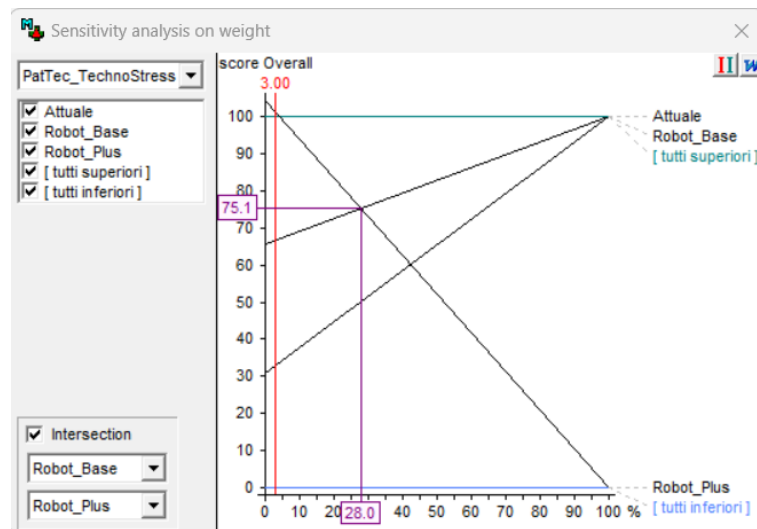 Sensitivity analysis on weight
PatTec_TechnoStress
Attuale
Robot_Base
Robot_Plus
[ tutti superiori ]
[ tutti inferiori ]
Intersection
Robot_Base
Robot_Plus
score Overall
3.00
100
90
80
70
60
50
40
30
20
10
0
75.1
0 10 20 30 40 50 60 70 80 90 100 %
28.0
Attuale
Robot_Base
[ tutti superiori ]
Robot_Plus
[ tutti inferiori ]